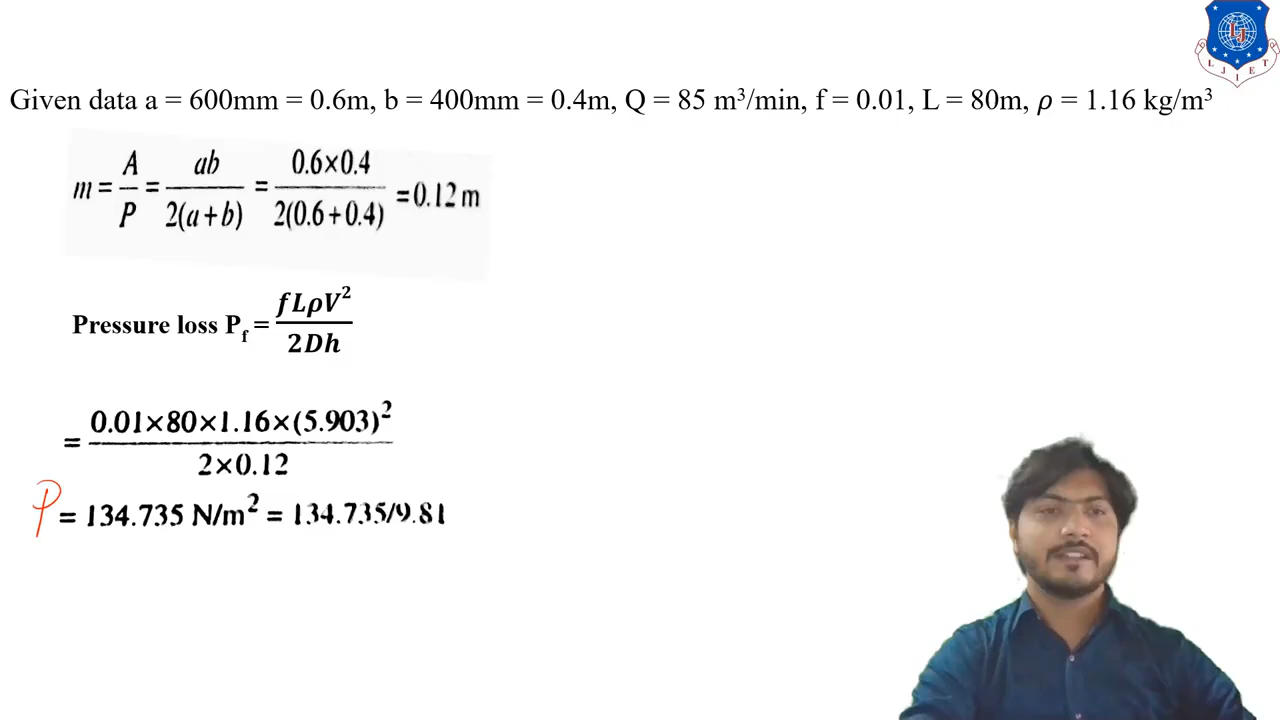 LJ
LJIET
Given data a = 600mm = 0.6m, b = 400mm = 0.4m, Q = 85 m³/min, f = 0.01, L = 80m, ρ = 1.16 kg/m³
m = A/P = ab/2(a+b) = 0.6×0.4/2(0.6+0.4) = 0.12 m
Pressure loss P_f = fLρV²/2Dh
= 0.01×80×1.16×(5.903)²/2×0.12
P = 134.735 N/m² = 134.735/9.81